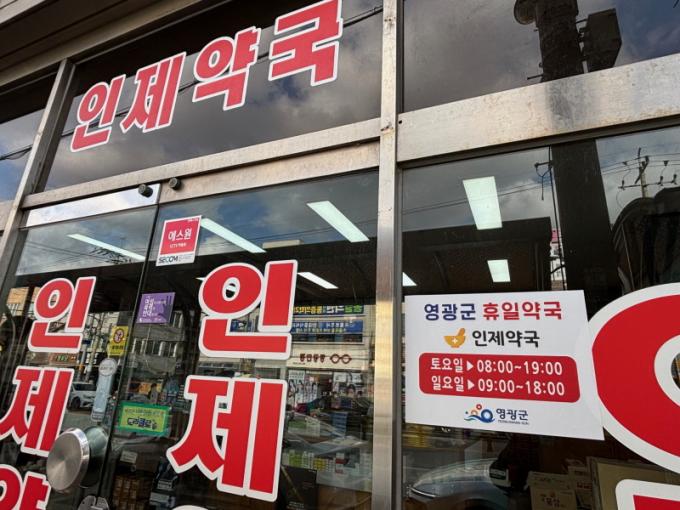 인제약국
에스원
SECOM
인제약
인제
영광군 휴일약국
인제약국
토요일▶08:00~19:00
일요일▶09:00~18:00
영광군